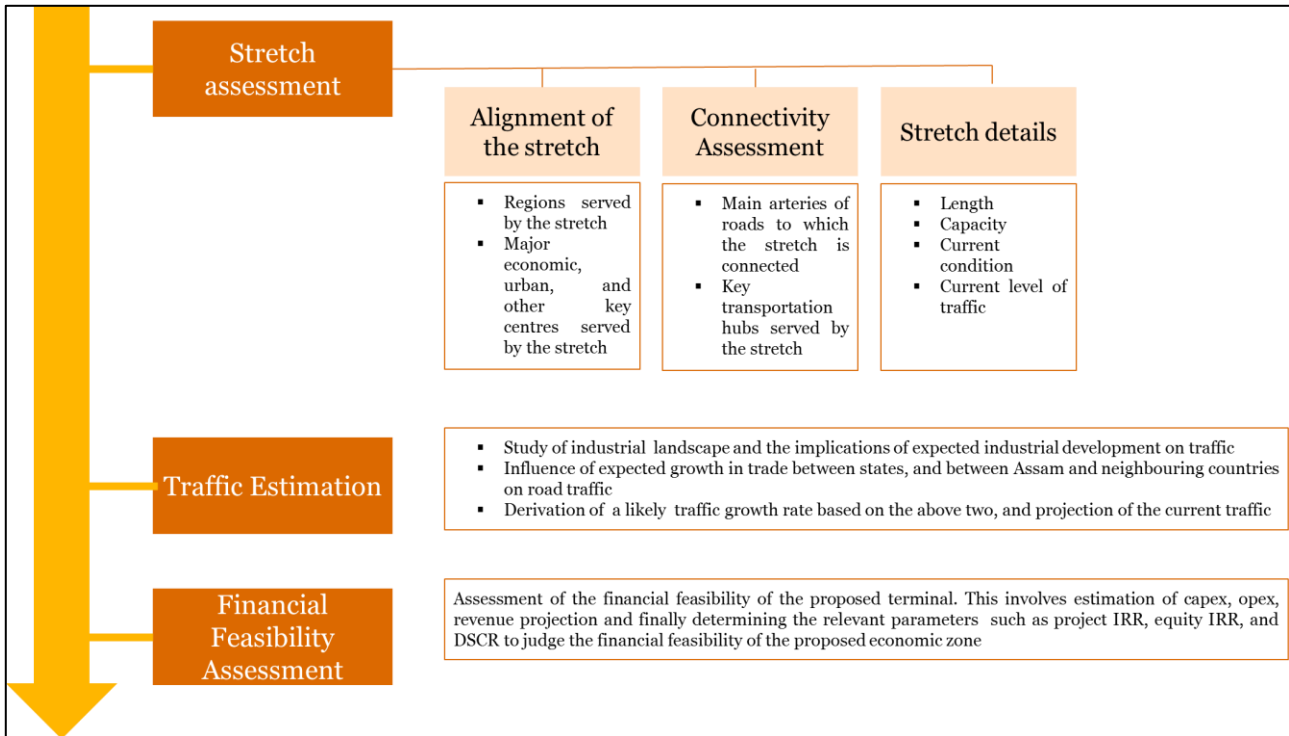 Stretch
assessment
Alignment of
the stretch
▪ Regions served
by the stretch
▪ Major
economic,
urban, and
other key
centres served
by the stretch
Connectivity
Assessment
▪ Main arteries of
roads to which
the stretch is
connected
▪ Key
transportation
hubs served by
the stretch
Stretch details
▪ Length
▪ Capacity
▪ Current
condition
▪ Current level of
traffic
Traffic Estimation
▪ Study of industrial landscape and the implications of expected industrial development on traffic
▪ Influence of expected growth in trade between states, and between Assam and neighbouring countries
on road traffic
▪ Derivation of a likely traffic growth rate based on the above two, and projection of the current traffic
Financial
Feasibility
Assessment
Assessment of the financial feasibility of the proposed terminal. This involves estimation of capex, opex,
revenue projection and finally determining the relevant parameters such as project IRR, equity IRR, and
DSCR to judge the financial feasibility of the proposed economic zone